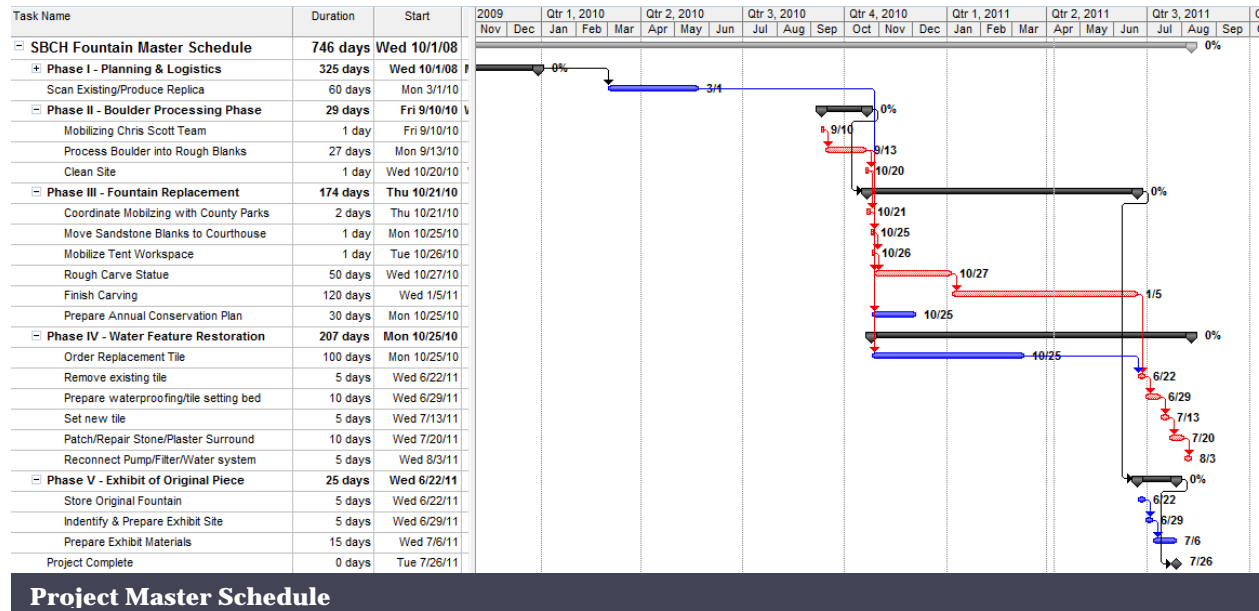 Task Name Duration Start 2009 Qtr 1, 2010 Qtr 2, 2010 Qtr 3, 2010 Qtr 4, 2010 Qtr 1, 2011 Qtr 2, 2011 Qtr 3, 2011
Nov Dec Jan Feb Mar Apr May Jun Jul Aug Sep Oct Nov Dec Jan Feb Mar Apr May Jun Jul Aug Sep
SBCH Fountain Master Schedule 746 days Wed 10/1/08 0%
Phase I - Planning & Logistics 325 days Wed 10/1/08 0%
Scan Existing/Produce Replica 60 days Mon 3/1/10 3/1
Phase II - Boulder Processing Phase 29 days Fri 9/10/10 0%
Mobilizing Chris Scott Team 1 day Fri 9/10/10 9/10
Process Boulder into Rough Blanks 27 days Mon 9/13/10 9/13
Clean Site 1 day Wed 10/20/10 10/20
Phase III - Fountain Replacement 174 days Thu 10/21/10 0%
Coordinate Mobilzing with County Parks 2 days Thu 10/21/10 10/21
Move Sandstone Blanks to Courthouse 1 day Mon 10/25/10 10/25
Mobilize Tent Workspace 1 day Tue 10/26/10 10/26
Rough Carve Statue 50 days Wed 10/27/10 10/27
Finish Carving 120 days Wed 1/5/11 1/5
Prepare Annual Conservation Plan 30 days Mon 10/25/10 10/25
Phase IV - Water Feature Restoration 207 days Mon 10/25/10 0%
Order Replacement Tile 100 days Mon 10/25/10 10/25
Remove existing tile 5 days Wed 6/22/11 6/22
Prepare waterproofing/tile setting bed 10 days Wed 6/29/11 6/29
Set new tile 5 days Wed 7/13/11 7/13
Patch/Repair Stone/Plaster Surround 10 days Wed 7/20/11 7/20
Reconnect Pump/Filter/Water system 5 days Wed 8/3/11 8/3
Phase V - Exhibit of Original Piece 25 days Wed 6/22/11 0%
Store Original Fountain 5 days Wed 6/22/11 6/22
Indentify & Prepare Exhibit Site 5 days Wed 6/29/11 6/29
Prepare Exhibit Materials 15 days Wed 7/6/11 7/6
Project Complete 0 days Tue 7/26/11 7/26
Project Master Schedule